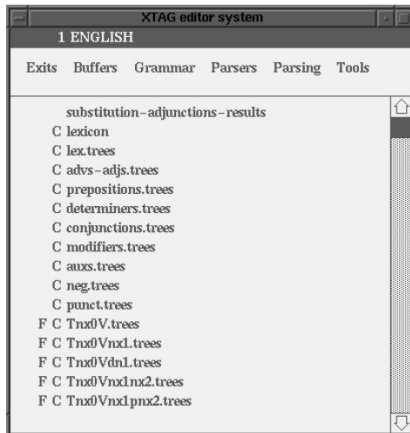 XTAG editor system
1 ENGLISH
Exits Buffers Grammar Parsers Parsing Tools
substitution-adjunctions-results
C lexicon
C lex.trees
C advs-adjs.trees
C prepositions.trees
C determiners.trees
C conjunctions.trees
C modifiers.trees
C auxs.trees
C neg.trees
C punct.trees
F C Tnx0V.trees
F C Tnx0Vnx1.trees
F C Tnx0Vdn1.trees
F C Tnx0Vnx1nx2.trees
F C Tnx0Vnx1pnx2.trees